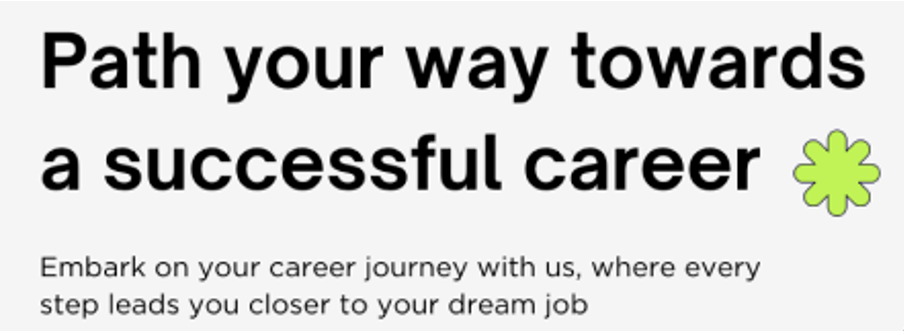 Path your way towards
a successful career
Embark on your career journey with us, where every
step leads you closer to your dream job